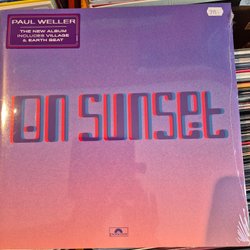 PAUL WELLER
THE NEW ALBUM
INCLUDES VILLAGE
& EARTH BEAT
On SUnSet